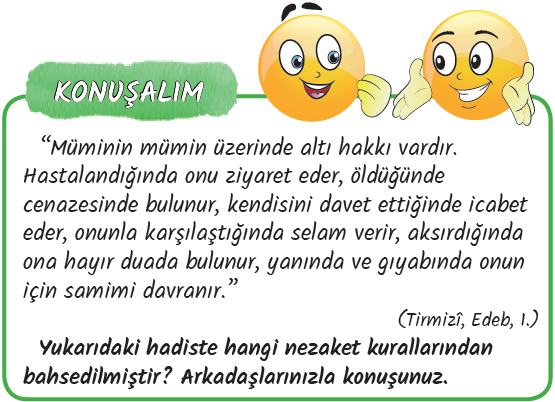 KONUŞALIM
“Müminin mümin üzerinde altı hakkı vardır.
Hastalandığında onu ziyaret eder, öldüğünde
cenazesinde bulunur, kendisini davet ettiğinde icabet
eder, onunla karşılaştığında selam verir, aksırdığında
ona hayır duada bulunur, yanında ve gıyabında onun
için samimi davranır.”
(Tirmizî, Edeb, 1.)
Yukarıdaki hadiste hangi nezaket kurallarından
bahsedilmiştir? Arkadaşlarınızla konuşunuz.